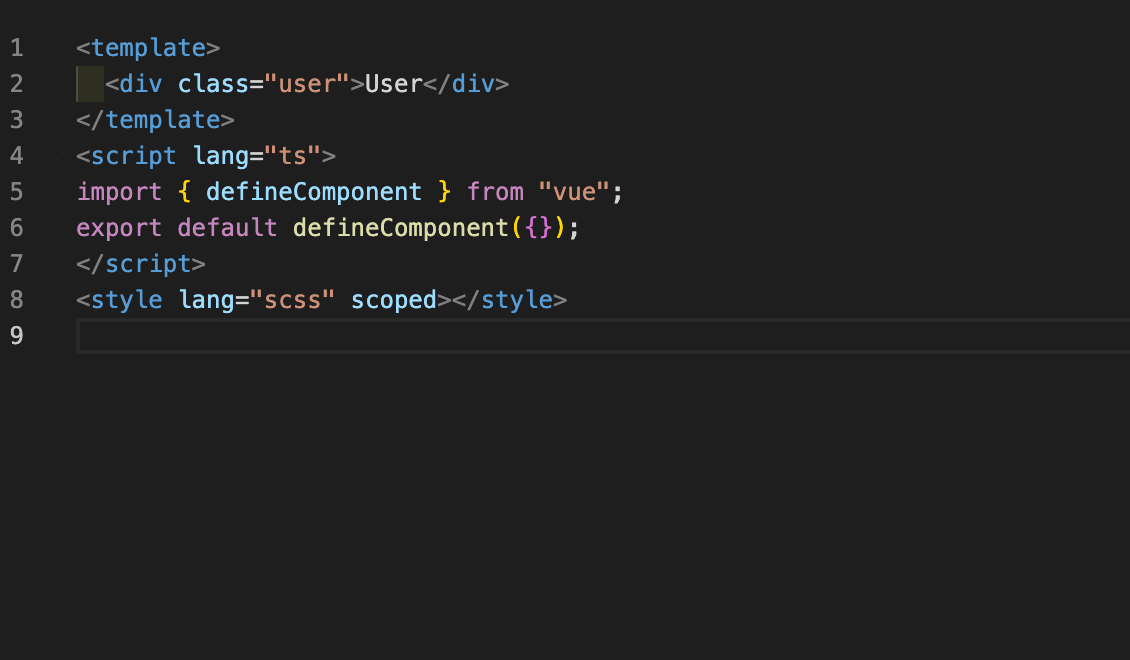 1 <template>
2   <div class="user">User</div>
3 </template>
4 <script lang="ts">
5 import { defineComponent } from "vue";
6 export default defineComponent({});
7 </script>
8 <style lang="scss" scoped></style>
9